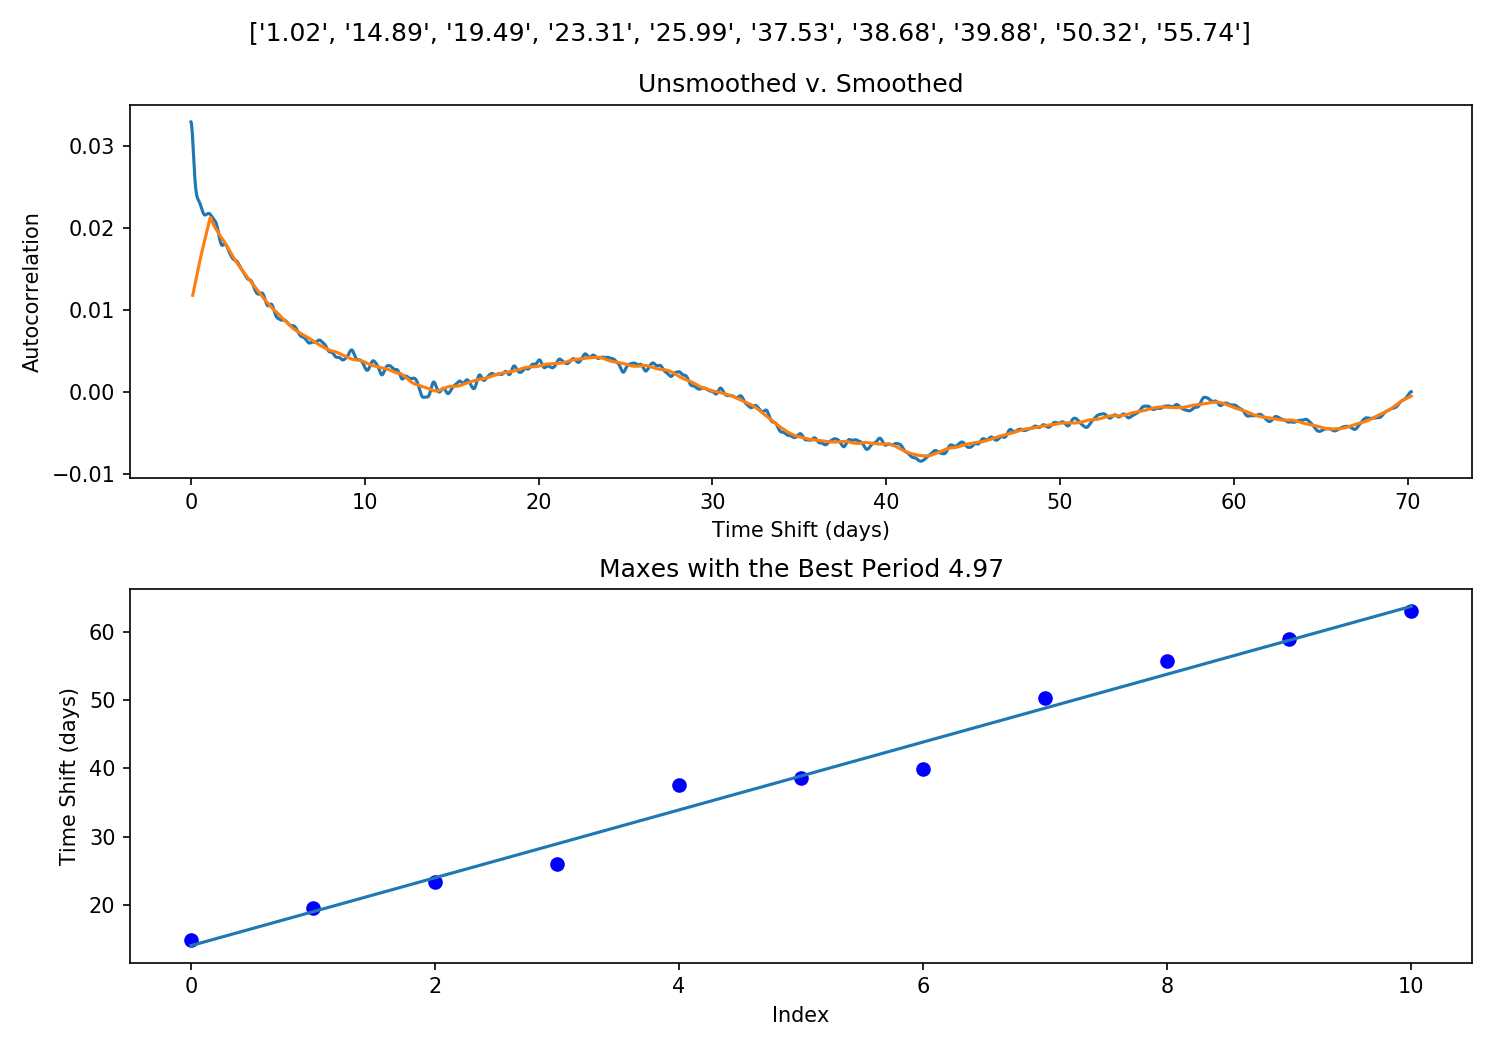 ['1.02', '14.89', '19.49', '23.31', '25.99', '37.53', '38.68', '39.88', '50.32', '55.74']
Unsmoothed v. Smoothed
Autocorrelation
0.03
0.02
0.01
0.00
−0.01
0 10 20 30 40 50 60 70
Time Shift (days)
Maxes with the Best Period 4.97
Time Shift (days)
60
50
40
30
20
0 2 4 6 8 10
Index